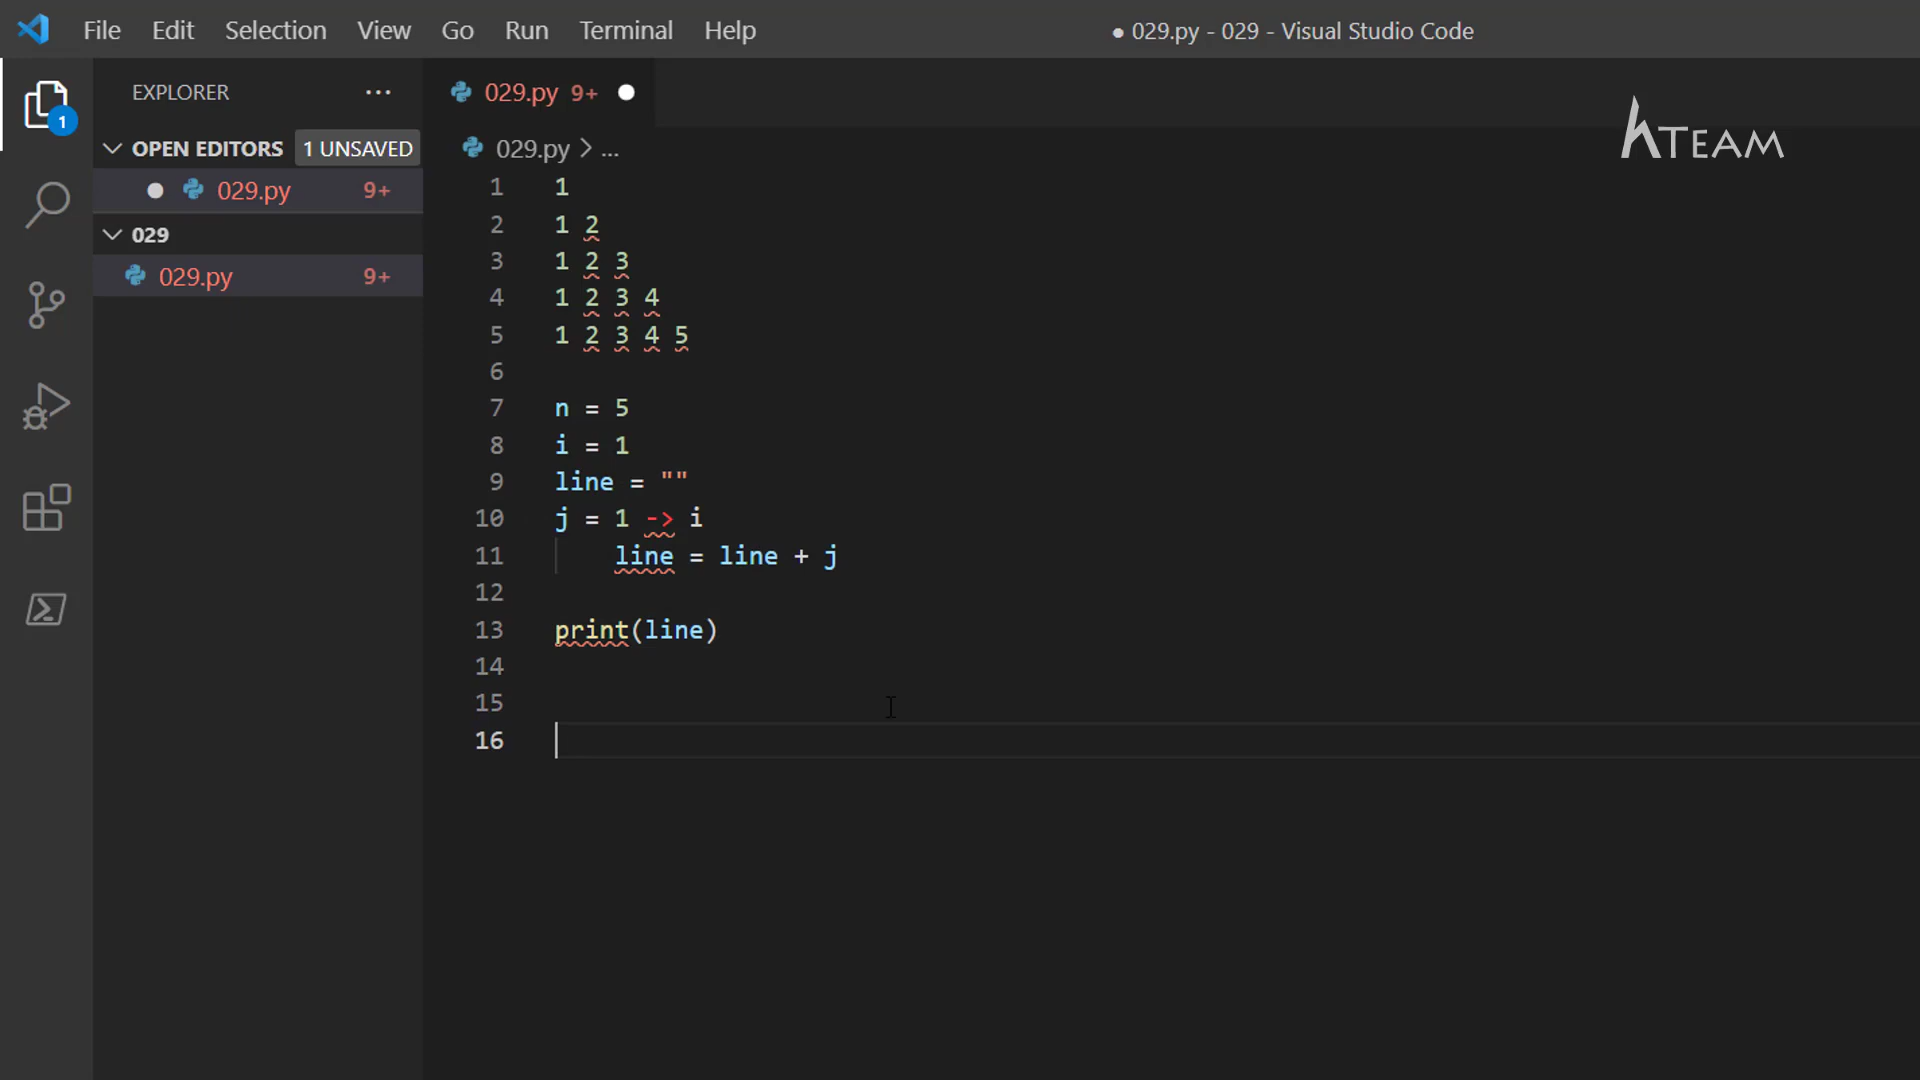 File Edit Selection View Go Run Terminal Help
● 029.py - 029 - Visual Studio Code
EXPLORER ...
1
OPEN EDITORS 1 UNSAVED
029.py 9+
029
029.py 9+
029.py 9+
029.py > ...
KTEAM
1 1
2 1 2
3 1 2 3
4 1 2 3 4
5 1 2 3 4 5
6
7 n = 5
8 i = 1
9 line = ""
10 j = 1 -> i
11 line = line + j
12
13 print(line)
14
15
16